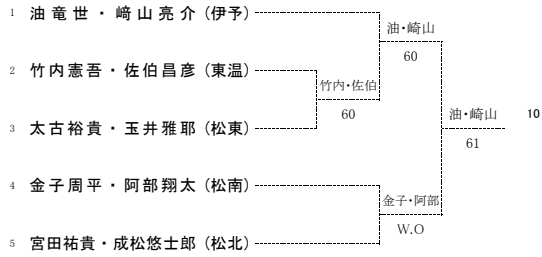 1 油 竜 世 ・ 﨑 山 亮 介 （伊予）
油・崎山
60
2 竹内憲吾・佐伯昌彦（東温）
竹内・佐伯
60
油・崎山 10
61
3 太古裕貴・玉井雅耶（松東）
4 金子周平・阿部翔太（松南）
金子・阿部
W.O
5 宮田祐貴・成松悠士郎（松北）